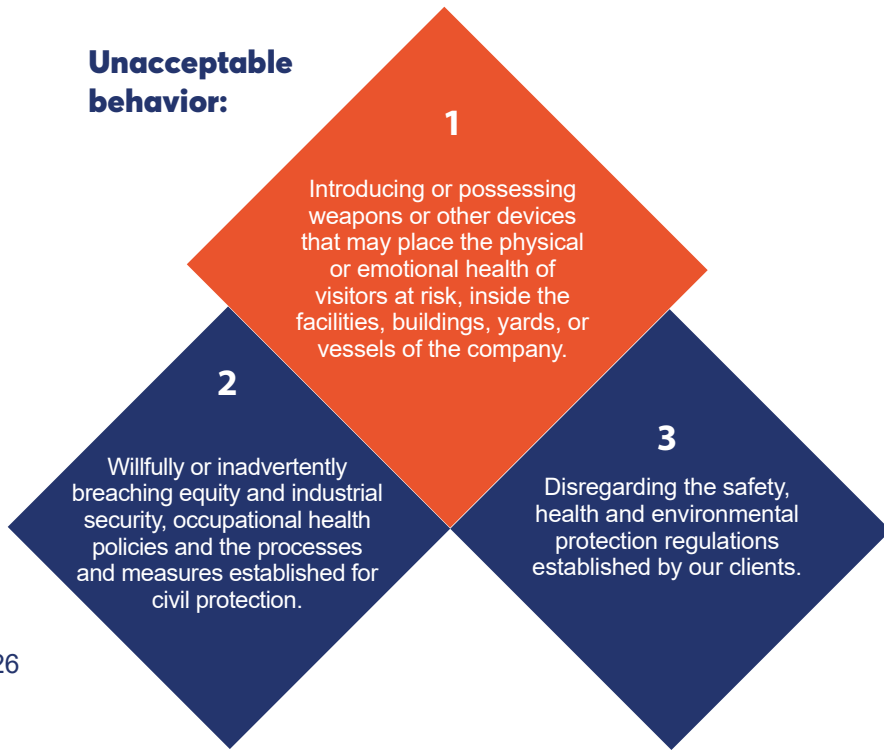 Unacceptable
behavior:
1
Introducing or possessing
weapons or other devices
that may place the physical
or emotional health of
visitors at risk, inside the
facilities, buildings, yards, or
vessels of the company.
2
Willfully or inadvertently
breaching equity and industrial
security, occupational health
policies and the processes
and measures established for
civil protection.
3
Disregarding the safety,
health and environmental
protection regulations
established by our clients.
26